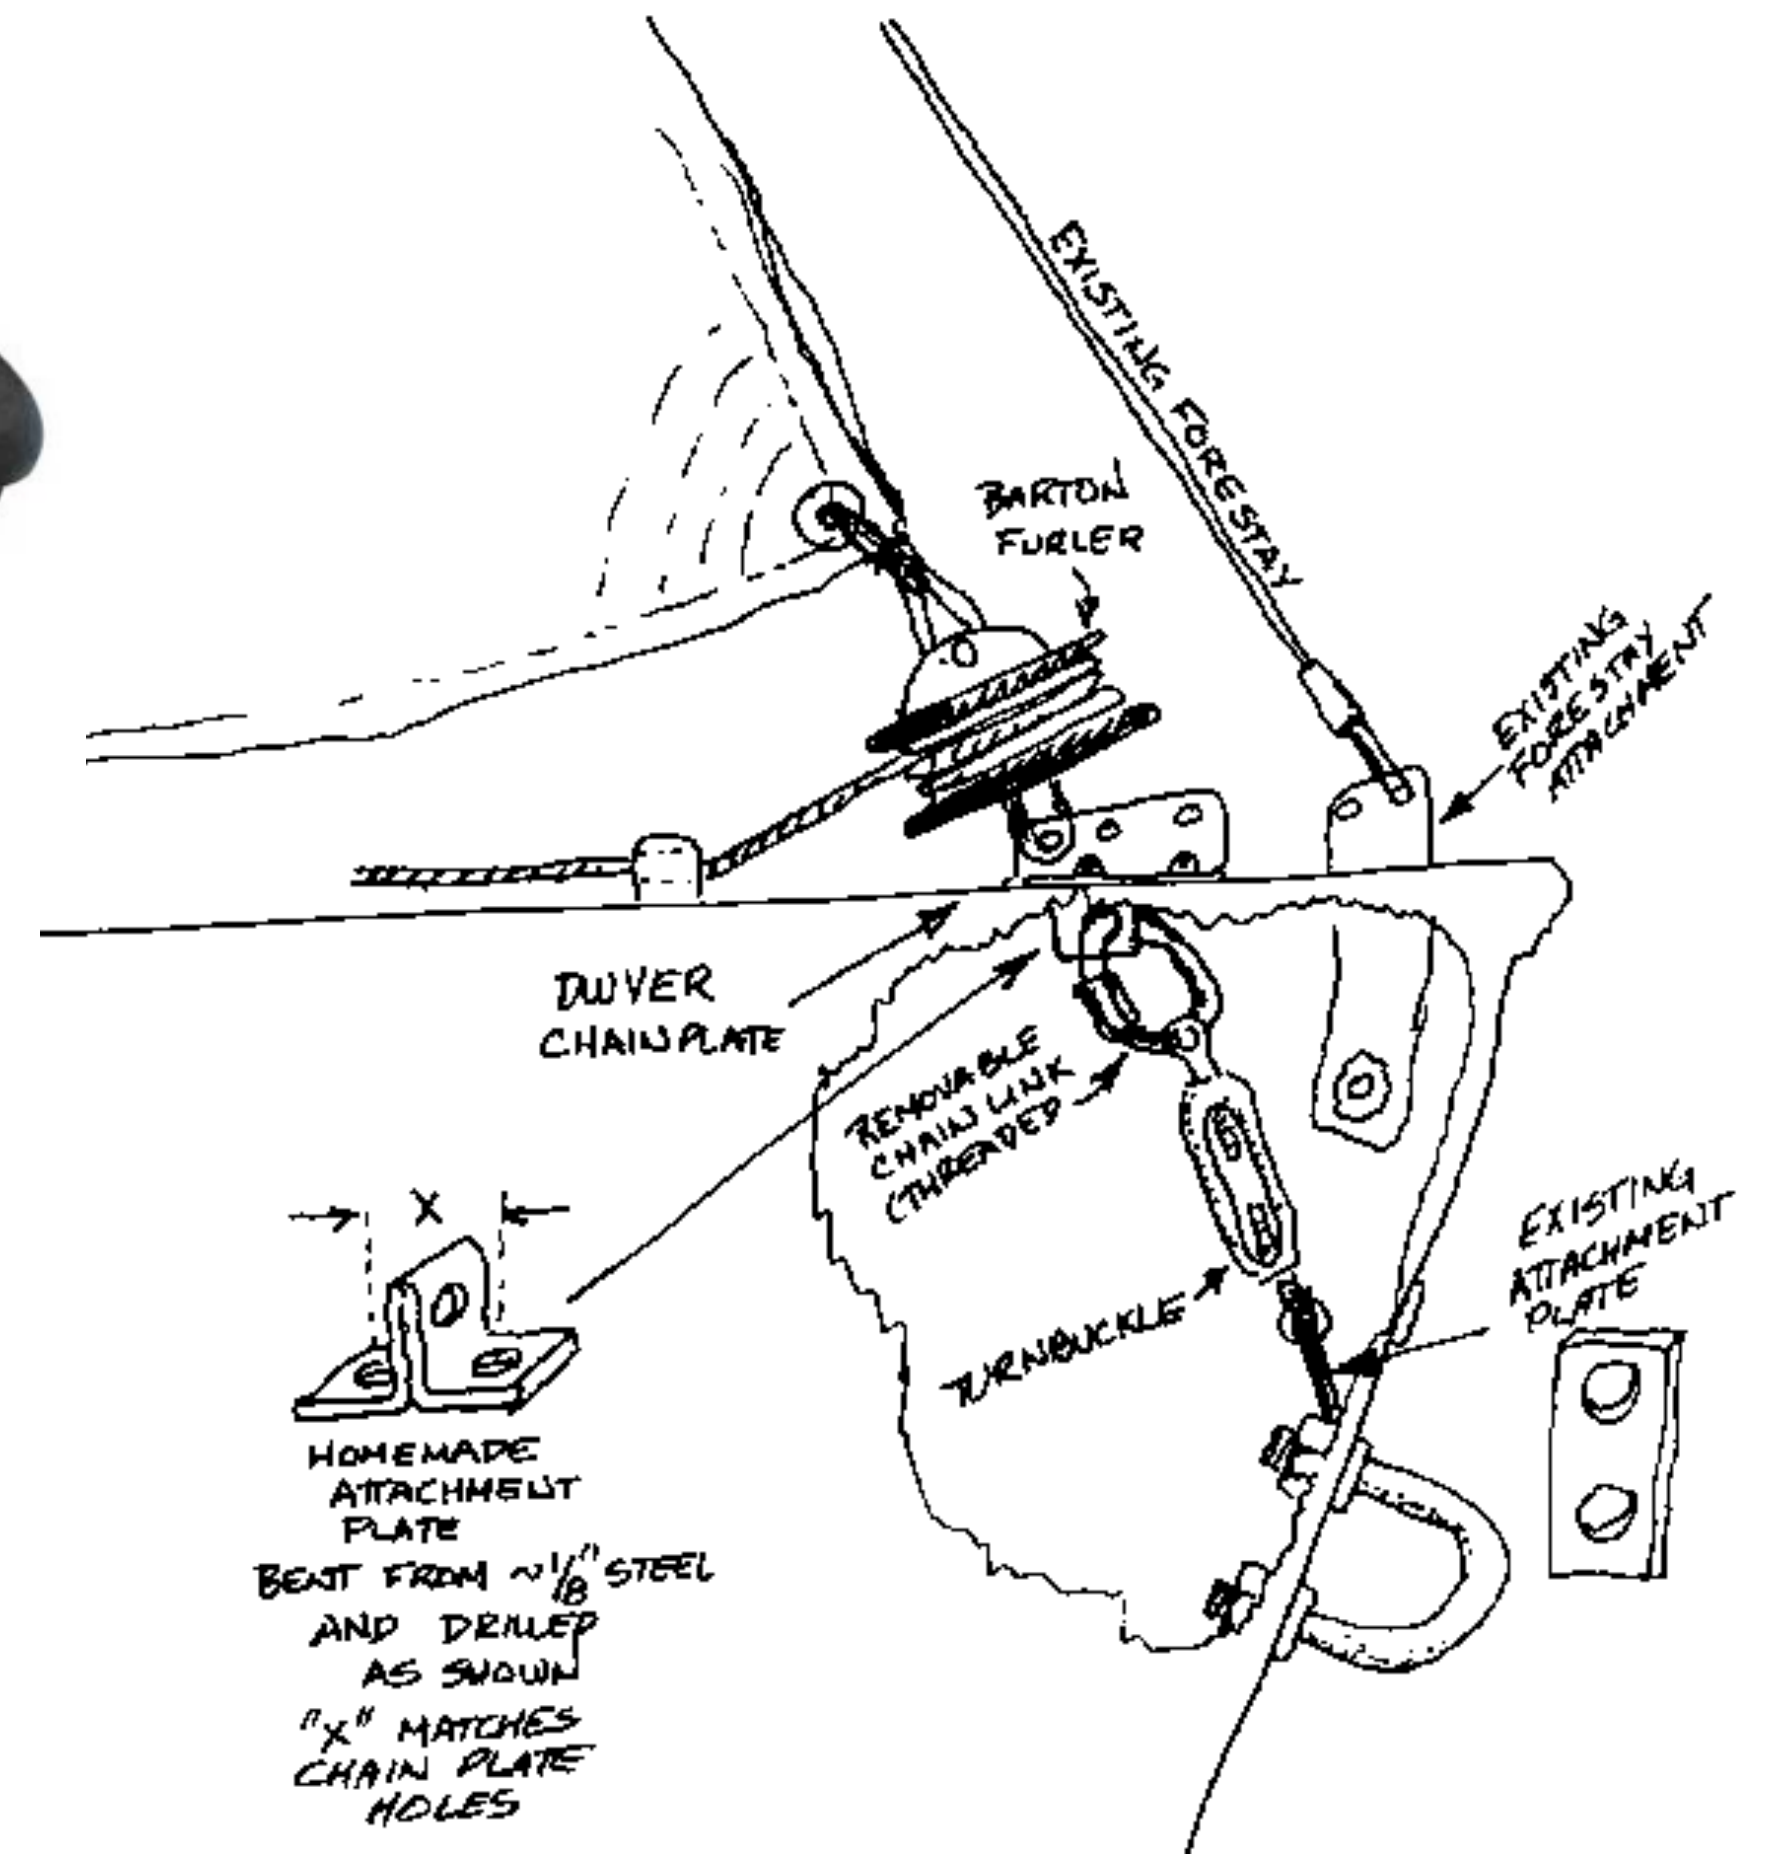 EXISTING FORESTAY
BARTON
FURLER
EXISTING
FORESTAY
ATTACHMENT
DWYER
CHAINPLATE
REMOVABLE
CHAIN LINK
(THREADED
TURNBUCKLE
EXISTING
ATTACHMENT
PLATE
X
HOMEMADE
ATTACHMENT
PLATE
BENT FROM ~1/8" STEEL
AND DRILLED
AS SHOWN
"X" MATCHES
CHAIN PLATE
HOLES